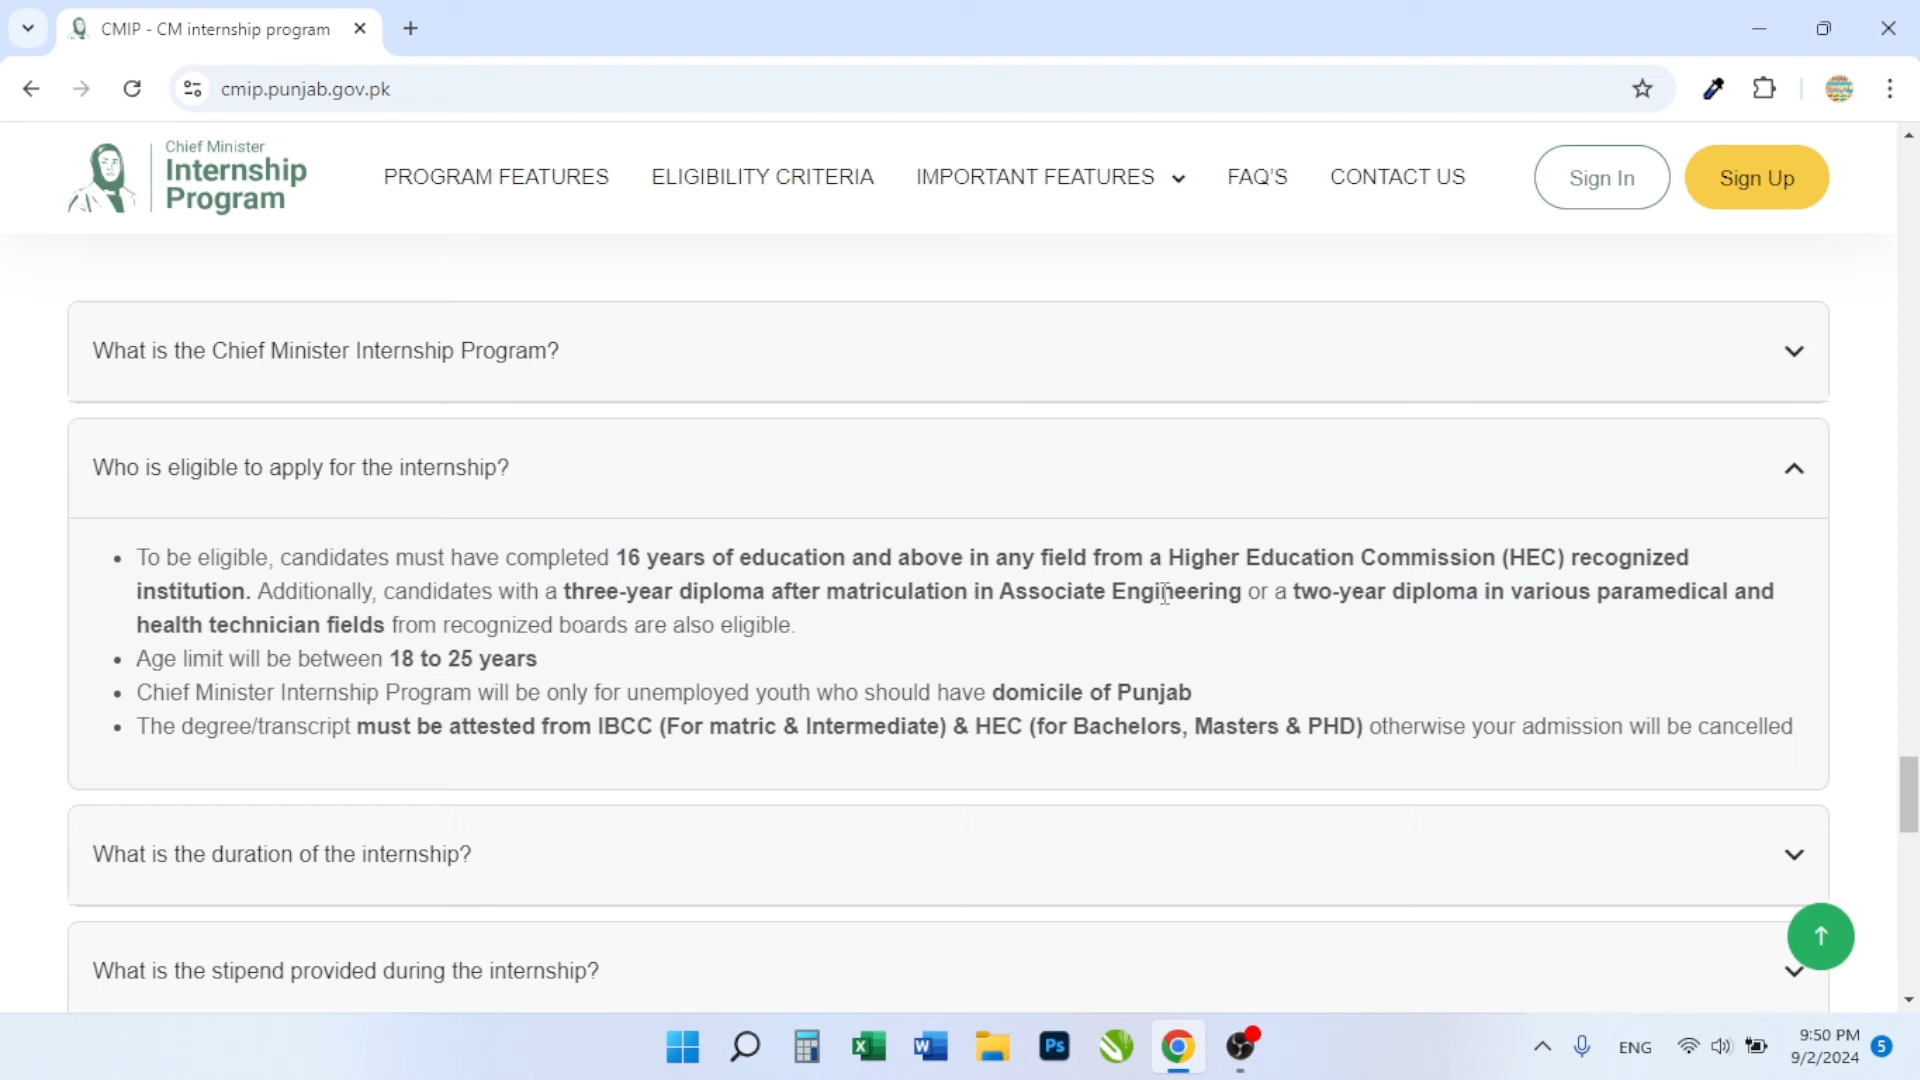 CMIP - CM internship program
cmip.punjab.gov.pk
Chief Minister
Internship
Program
PROGRAM FEATURES
ELIGIBILITY CRITERIA
IMPORTANT FEATURES
FAQ'S
CONTACT US
Sign In
Sign Up
What is the Chief Minister Internship Program?
Who is eligible to apply for the internship?
• To be eligible, candidates must have completed 16 years of education and above in any field from a Higher Education Commission (HEC) recognized
institution. Additionally, candidates with a three-year diploma after matriculation in Associate Engineering or a two-year diploma in various paramedical and
health technician fields from recognized boards are also eligible.
• Age limit will be between 18 to 25 years
• Chief Minister Internship Program will be only for unemployed youth who should have domicile of Punjab
• The degree/transcript must be attested from IBCC (For matric & Intermediate) & HEC (for Bachelors, Masters & PHD) otherwise your admission will be cancelled
What is the duration of the internship?
What is the stipend provided during the internship?
X
W
Ps
ENG
9:50 PM
9/2/2024
5